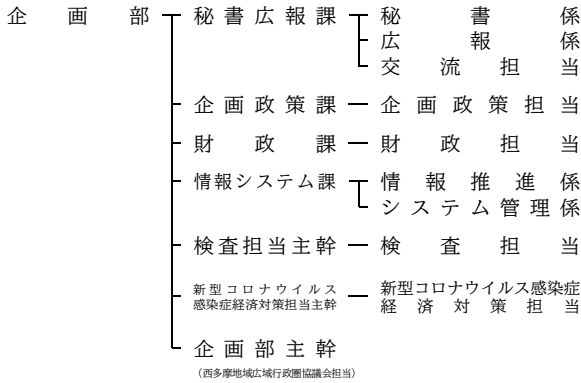 企画部 秘書広報課 秘書係
広報係
交流担当
企画政策課 企画政策担当
財政課 財政担当
情報システム課 情報推進係
システム管理係
検査担当主幹 検査担当
新型コロナウイルス
感染症経済対策担当主幹
新型コロナウイルス感染症
経済対策担当
企画部主幹
（西多摩地域広域行政圏協議会担当）